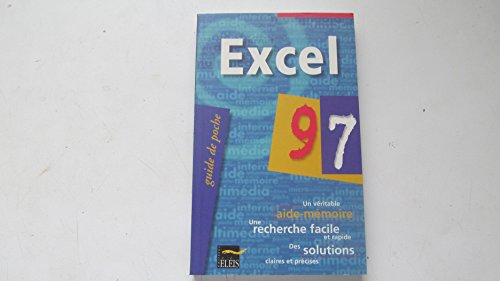 Excel
97
guide de poche
Un véritable
aide-mémoire
Une
recherche facile
et rapide
Des
solutions
claires et précises
ELEIS